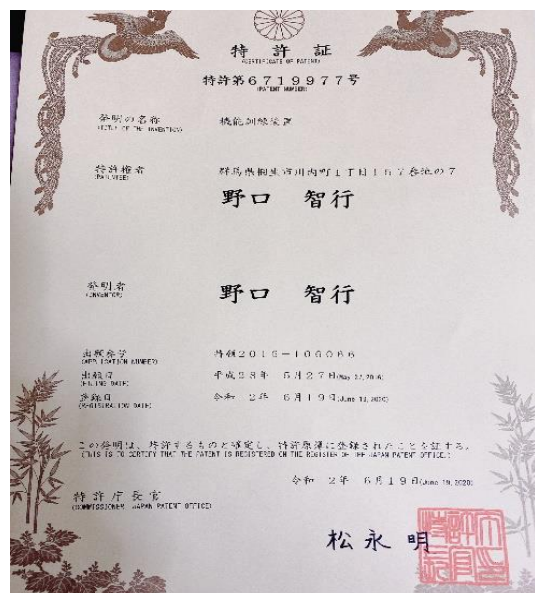 特許証
(CERTIFICATE OF PATENT)
特許第6719977号
(PATENT NUMBER)
発明の名称
(TITLE OF THE INVENTION)
機能訓練装置
特許権者
(PATENTEE)
群馬県桐生市川内町1丁目157番地の7
野口 智行
発明者
(INVENTOR)
野口 智行
出願番号
(APPLICATION NUMBER)
特願2016-106066
出願日
(FILING DATE)
平成28年 5月27日(May 27,2016)
登録日
(REGISTRATION DATE)
令和 2年 6月19日(June 19,2020)
この発明は、特許するものと確定し、特許原簿に登録されたことを証する。
(THIS IS TO CERTIFY THAT THE PATENT IS REGISTERED ON THE REGISTER OF THE JAPAN PATENT OFFICE.)
令和 2年 6月19日(June 19,2020)
特許庁長官
(COMMISSIONER, JAPAN PATENT OFFICE)
松永 明